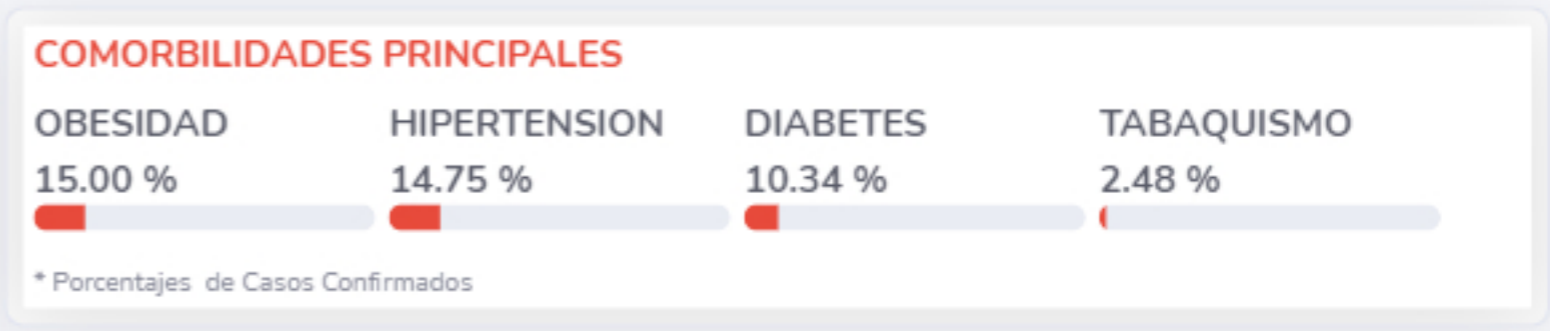 COMORBILIDADES PRINCIPALES
OBESIDAD HIPERTENSION DIABETES TABAQUISMO
15.00 % 14.75 % 10.34 % 2.48 %
* Porcentajes de Casos Confirmados